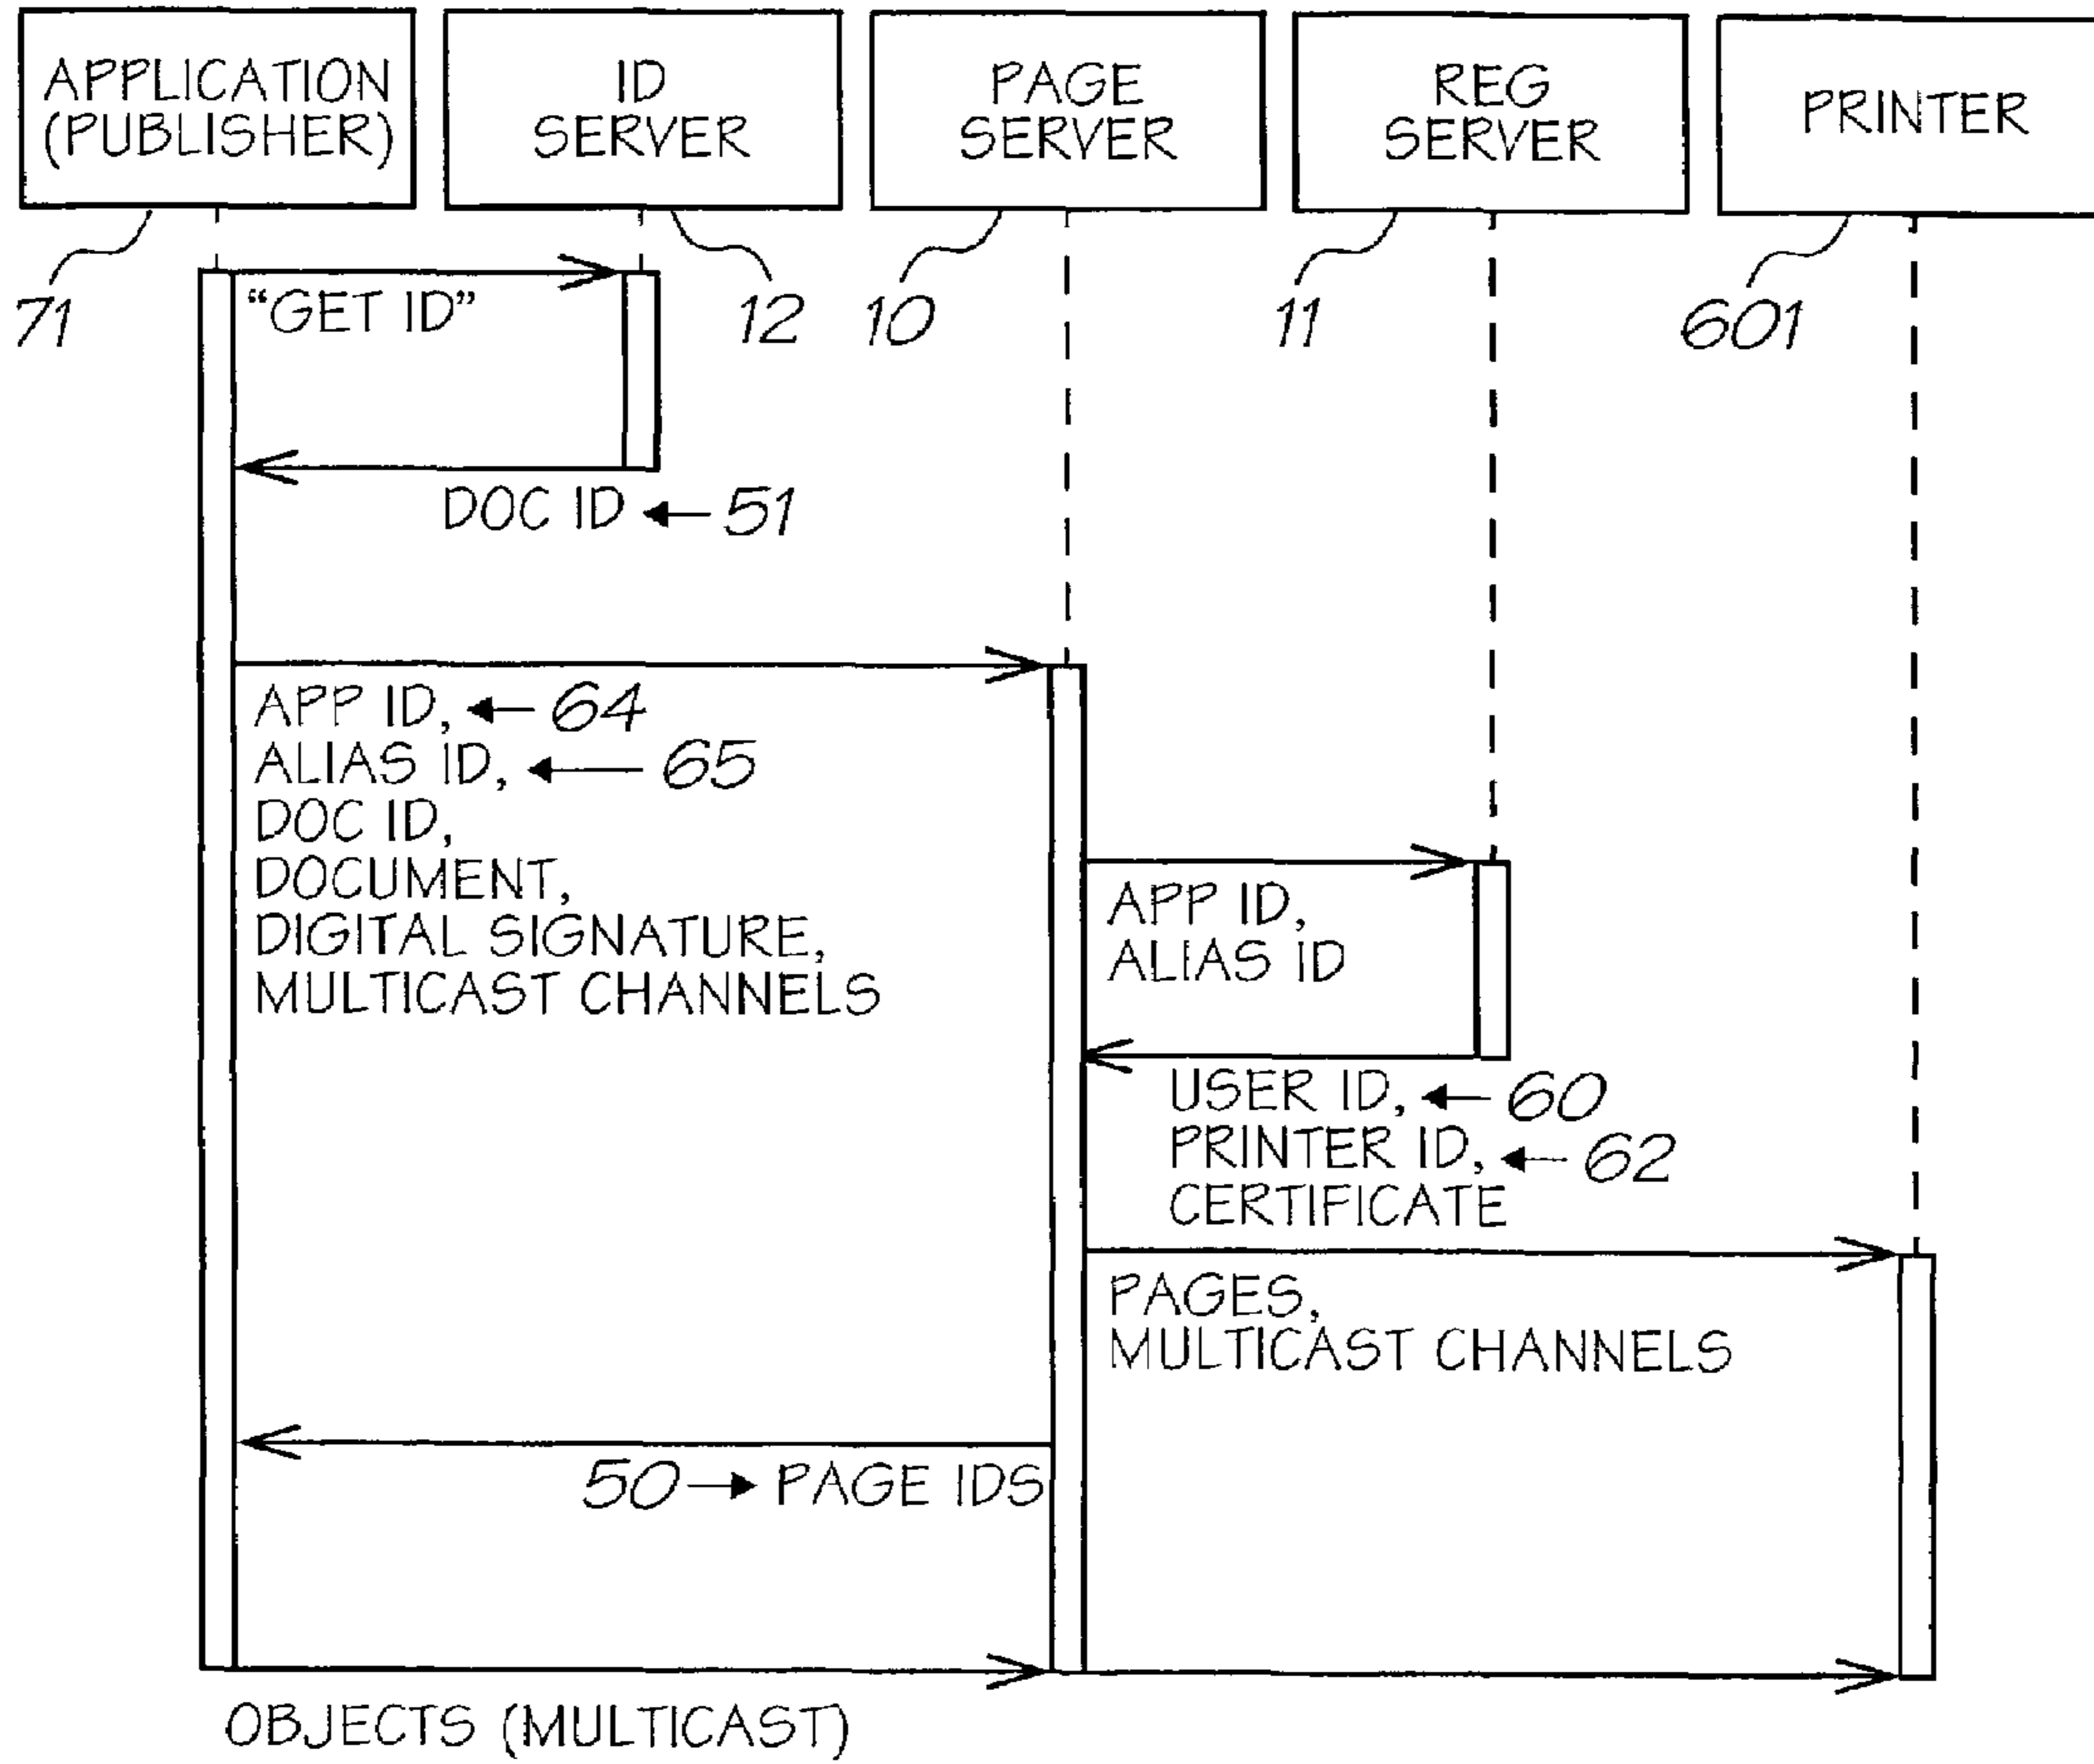 APPLICATION
(PUBLISHER)
ID
SERVER
PAGE
SERVER
REG
SERVER
PRINTER
71
12
10
11
601
“GET ID”
DOC ID 51
APP ID, 64
ALIAS ID, 65
DOC ID,
DOCUMENT,
DIGITAL SIGNATURE,
MULTICAST CHANNELS
APP ID,
ALIAS ID
USER ID, 60
PRINTER ID, 62
CERTIFICATE
PAGES,
MULTICAST CHANNELS
50 PAGE IDS
OBJECTS (MULTICAST)